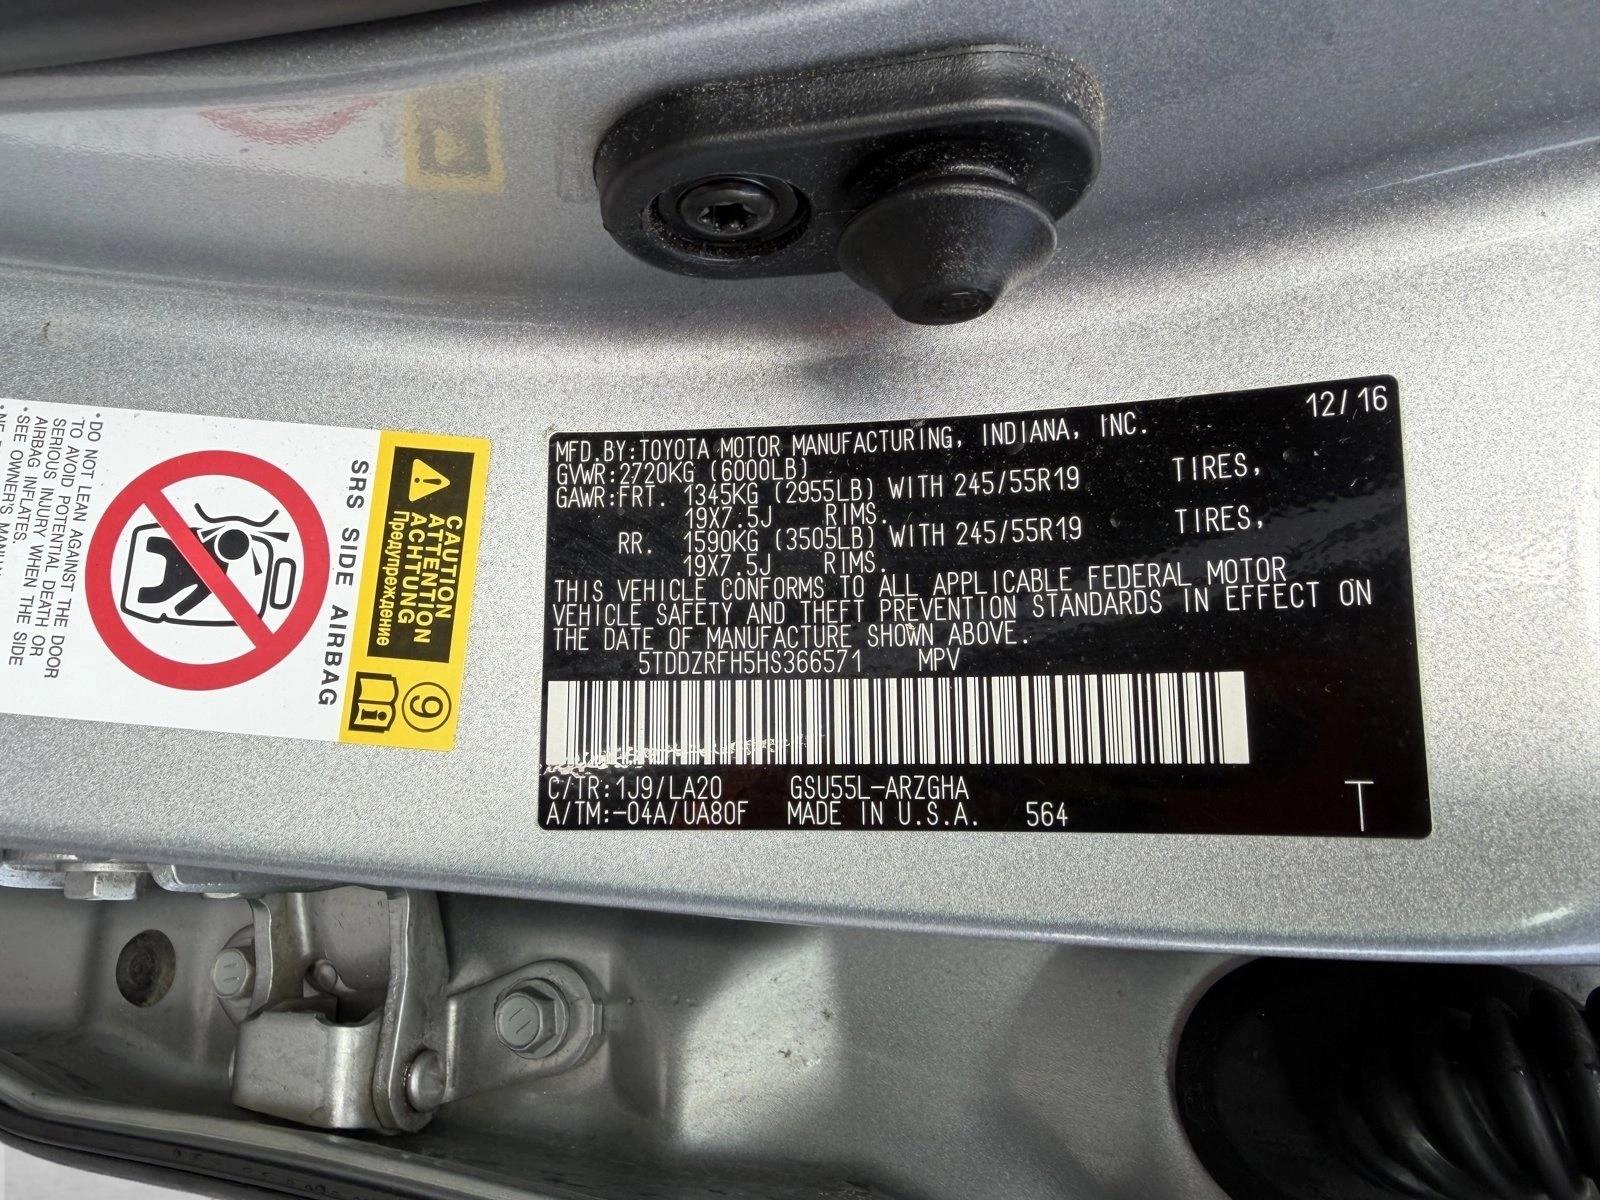 12/16
MFD.BY:TOYOTA MOTOR MANUFACTURING, INDIANA, INC.
GVWR:2720KG (6000LB)
GAWR:FRT. 1345KG (2955LB) WITH 245/55R19 TIRES,
19X7.5J RIMS.
RR. 1590KG (3505LB) WITH 245/55R19 TIRES,
19X7.5J RIMS.
THIS VEHICLE CONFORMS TO ALL APPLICABLE FEDERAL MOTOR
VEHICLE SAFETY AND THEFT PREVENTION STANDARDS IN EFFECT ON
THE DATE OF MANUFACTURE SHOWN ABOVE.
5TDDZRFH5HS366571 MPV
C/TR:1J9/LA20 GSU55L-ARZGHA
A/TM:-04A/UA80F MADE IN U.S.A. 564
T
CAUTION
ATTENTION
ACHTUNG
Предупреждение
9
SRS SIDE AIRBAG
•DO NOT LEAN AGAINST THE DOOR
TO AVOID POTENTIAL DEATH OR
SERIOUS INJURY WHEN THE SIDE
AIRBAG INFLATES.
•SEE OWNER'S